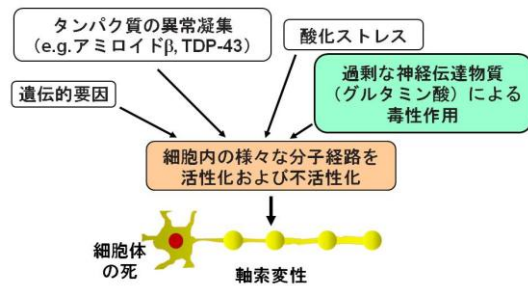 タンパク質の異常凝集
（e.g.アミロイドβ, TDP-43）
酸化ストレス
過剰な神経伝達物質
（グルタミン酸）による
毒性作用
遺伝的要因
細胞内の様々な分子経路を
活性化および不活性化
細胞体
の死
軸索変性